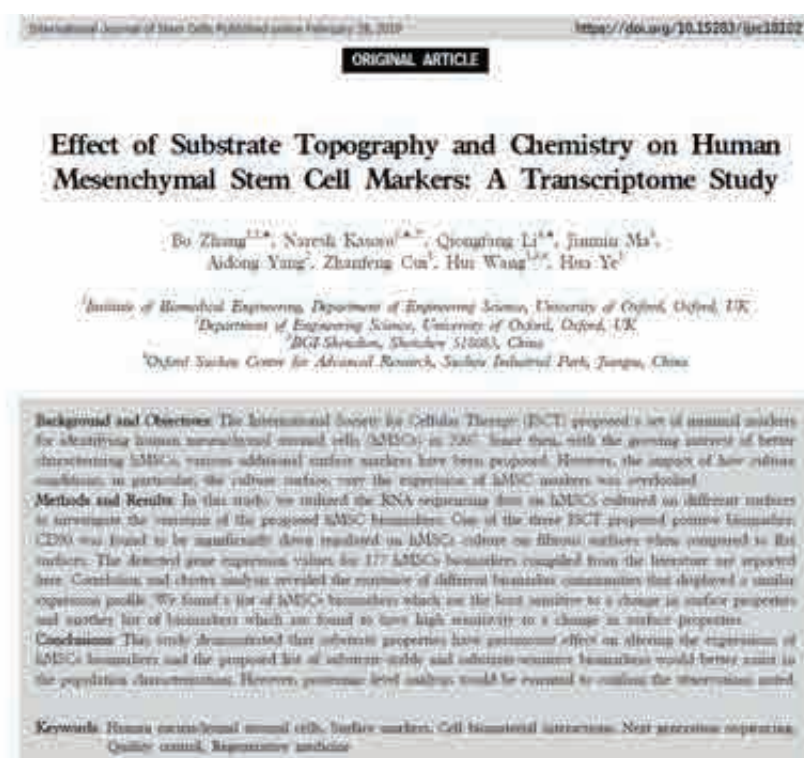 International Journal of Stem Cells Published online February 28, 2019 https://doi.org/10.15283/ijsc18102
ORIGINAL ARTICLE
Effect of Substrate Topography and Chemistry on Human
Mesenchymal Stem Cell Markers: A Transcriptome Study
Bo Zhang, Naresh Kasoju, Qiongfang Li, Jinmin Ma,
Aidong Yang, Zhanfeng Cui, Hui Wang, Hua Ye
Institute of Biomedical Engineering, Department of Engineering Science, University of Oxford, Oxford, UK
Department of Engineering Science, University of Oxford, Oxford, UK
BGI-Shenzhen, Shenzhen 518083, China
Oxford Suzhou Centre for Advanced Research, Suzhou Industrial Park, Jiangsu, China
Background and Objectives: The International Society for Cellular Therapy (ISCT) proposed a set of minimal markers
for identifying human mesenchymal stromal cells (hMSCs) in 2007. Since then, with the growing interest of better
characterising hMSCs, various additional surface markers have been proposed. However, the impact of how culture
conditions, in particular, the culture surface, vary the expression of hMSC markers was overlooked.
Methods and Results: In this study, we utilized the RNA sequencing data on hMSCs cultured on different surfaces
to investigate the variation of the proposed hMSC biomarkers. One of the three ISCT proposed positive biomarker,
CD90 was found to be significantly down regulated on hMSCs culture on fibrous surfaces when compared to flat
surfaces. The detected gene expression values for 177 hMSCs biomarkers compiled from the literature are reported
here. Correlation and cluster analysis revealed the existence of different biomarker communities that displayed a similar
expression profile. We found a list of hMSCs biomarkers which are the least sensitive to a change in surface properties
and another list of biomarkers which are found to have high sensitivity to a change in surface properties.
Conclusions: This study demonstrated that substrate properties have paramount effect on altering the expressions of
hMSCs biomarkers and the proposed list of substrate-stable and substrate-sensitive biomarkers would better assist in
the population characterisation. However, proteomic level analysis would be essential to confirm the observations noted.
Keywords: Human mesenchymal stromal cells, Surface markers, Cell biomaterial interactions, Next generation sequencing,
Quality control, Regenerative medicine